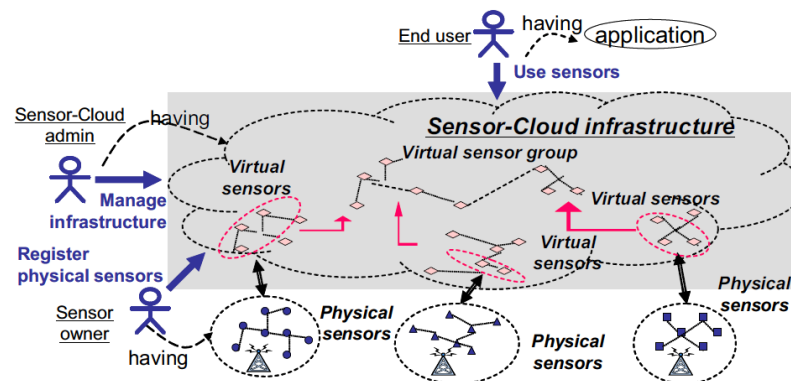 End user
having
application
Use sensors
Sensor-Cloud
admin
having
Sensor-Cloud infrastructure
Virtual sensor group
Virtual
sensors
Manage
infrastructure
Virtual sensors
Virtual
sensors
Register
physical sensors
Sensor
owner
having
Physical
sensors
Physical
sensors
Physical
sensors